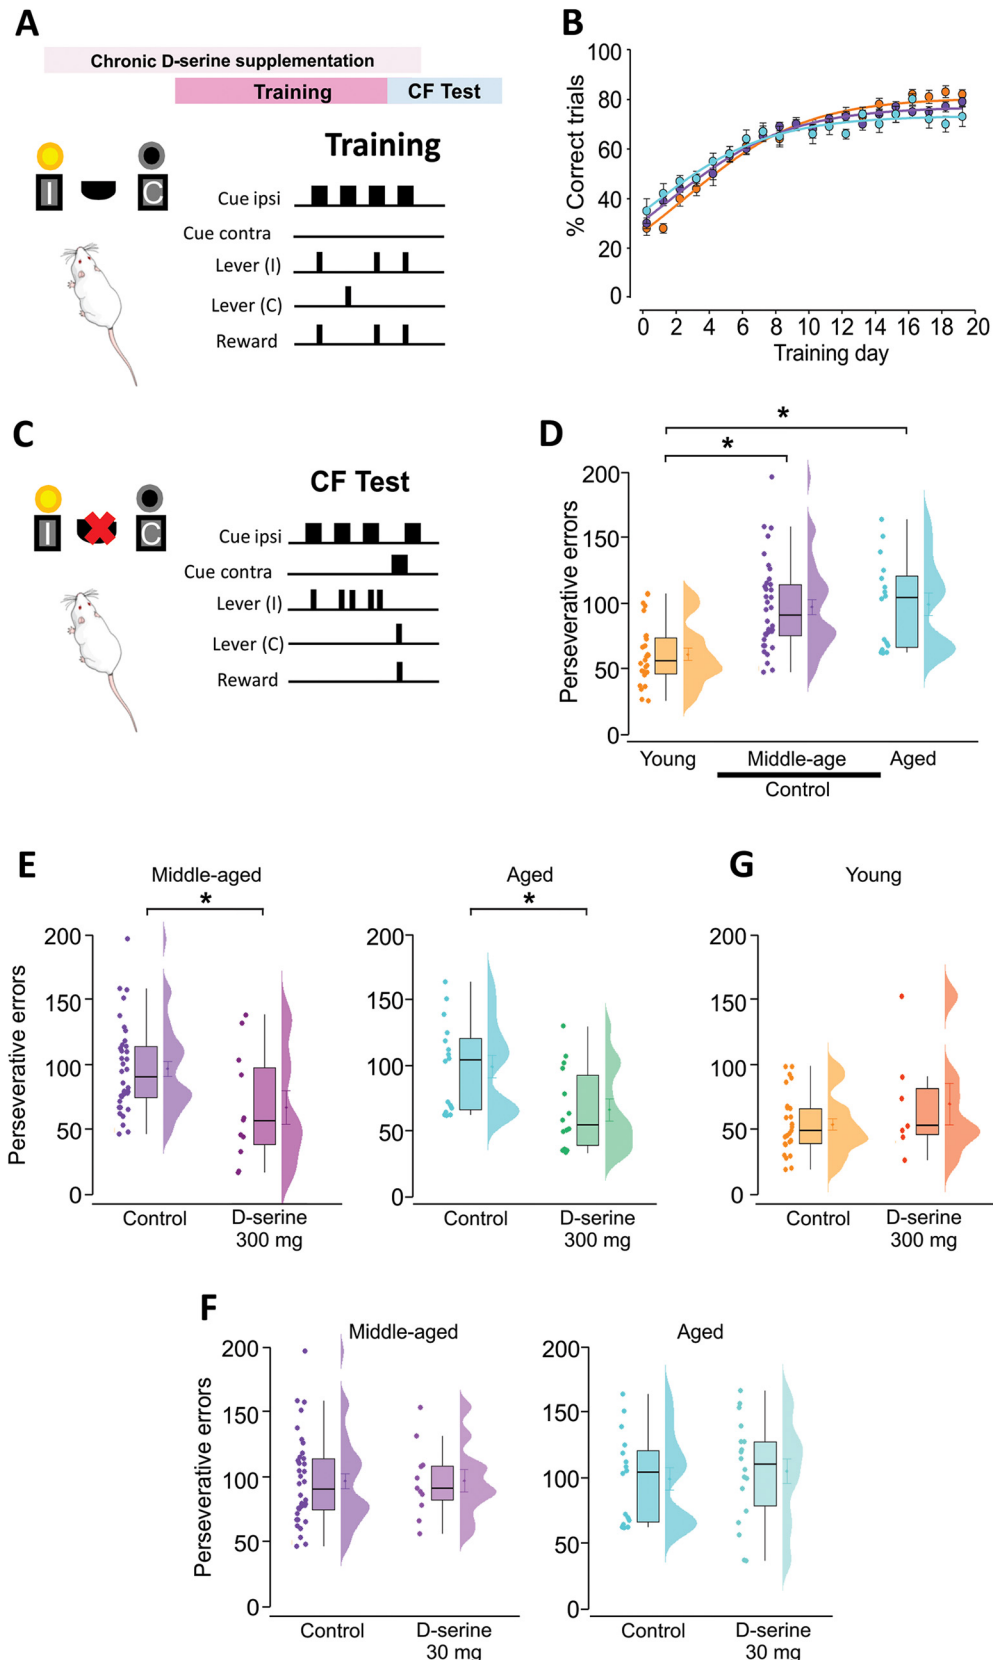 A
Chronic D-serine supplementation
Training
CF Test
Training
I
C
Cue ipsi
Cue contra
Lever (I)
Lever (C)
Reward
B
100
80
60
40
20
0
% Correct trials
0 2 4 6 8 10 12 14 16 18 20
Training day
C
CF Test
I
C
Cue ipsi
Cue contra
Lever (I)
Lever (C)
Reward
D
*
*
200
150
100
50
0
Perseverative errors
Young
Middle-age
Aged
Control
E
Middle-aged
*
200
150
100
50
0
Perseverative errors
Control
D-serine
300 mg
Aged
*
200
150
100
50
0
Control
D-serine
300 mg
G
Young
200
150
100
50
0
Control
D-serine
300 mg
F
Middle-aged
200
150
100
50
0
Perseverative errors
Control
D-serine
30 mg
Aged
200
150
100
50
0
Control
D-serine
30 mg